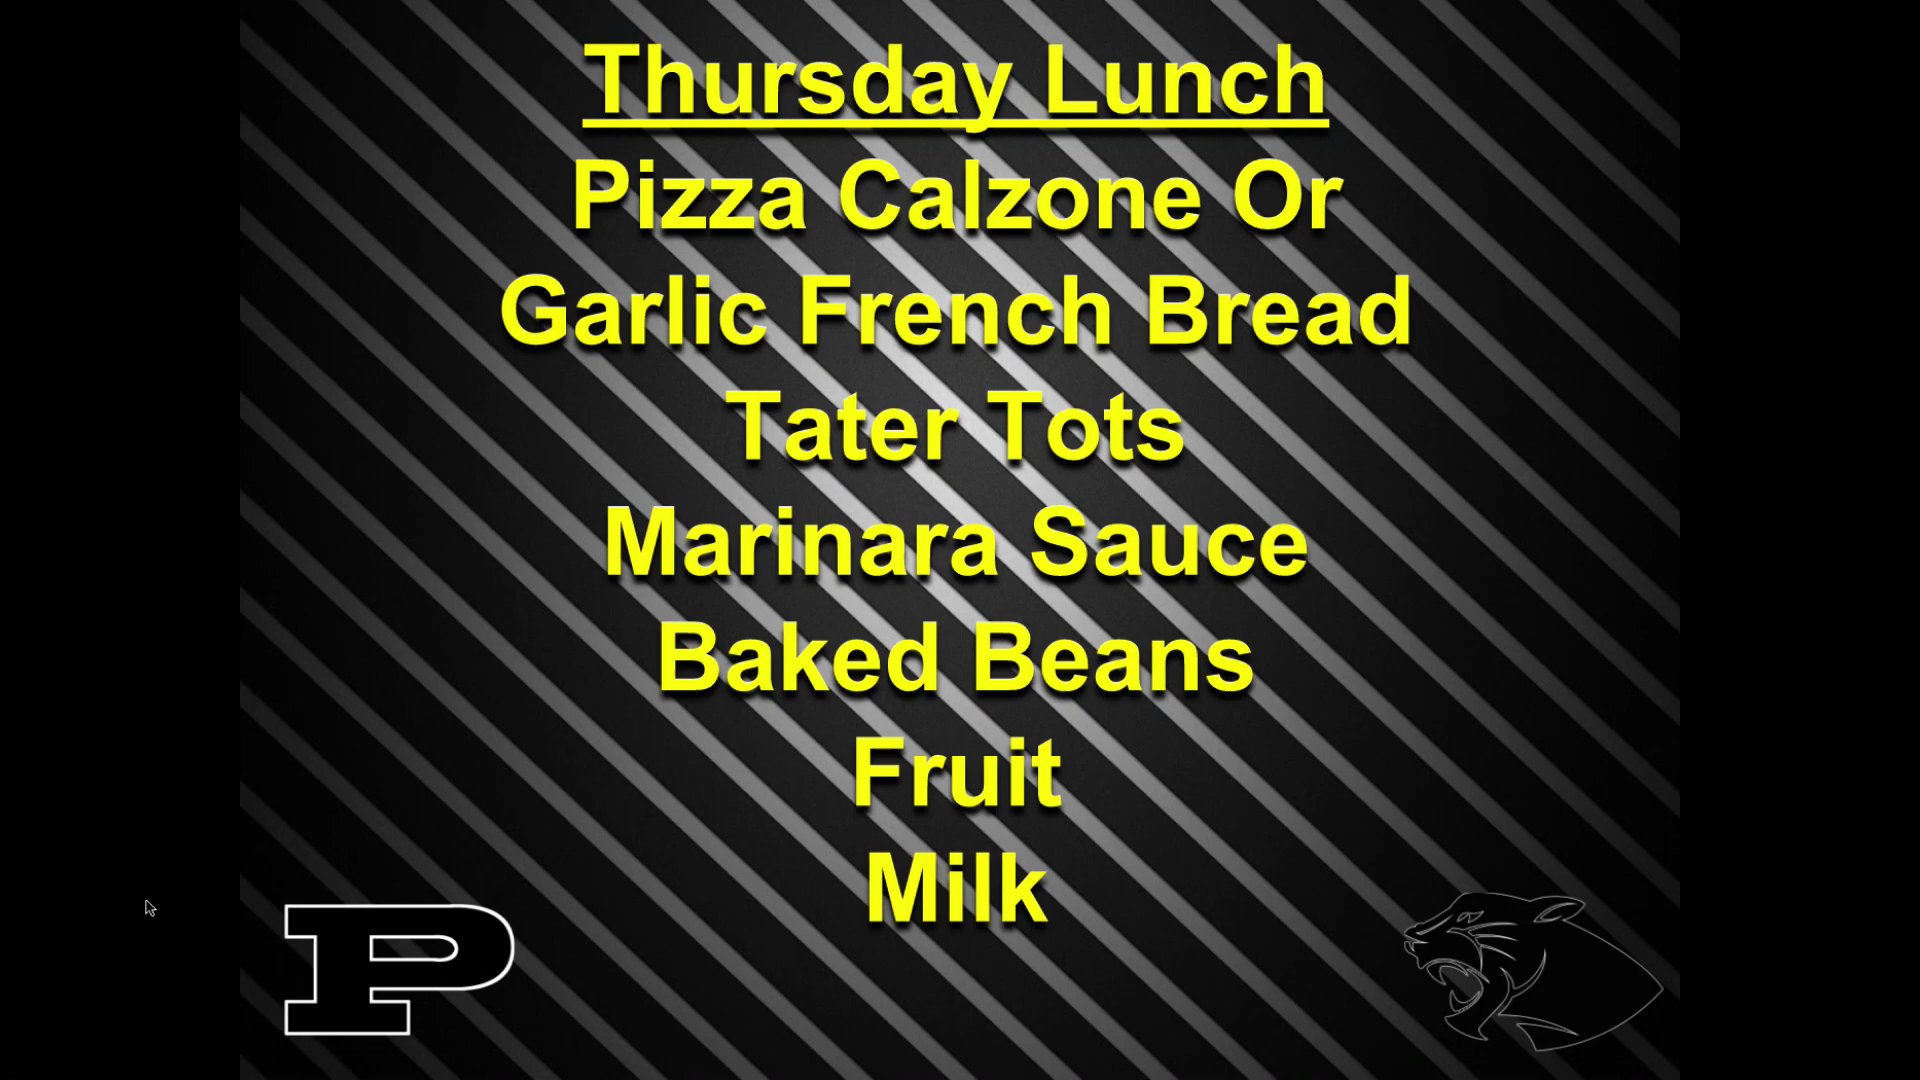 Thursday Lunch
Pizza Calzone Or
Garlic French Bread
Tater Tots
Marinara Sauce
Baked Beans
Fruit
Milk
P